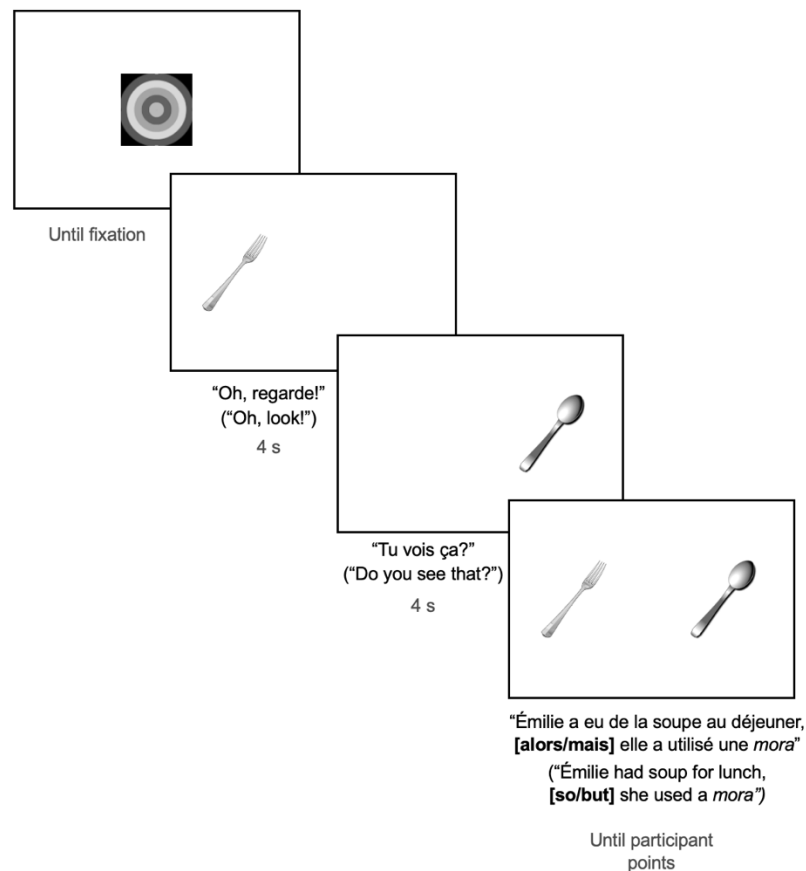 Until fixation
“Oh, regarde!”
(“Oh, look!”)
4 s
“Tu vois ça?”
(“Do you see that?”)
4 s
“Émilie a eu de la soupe au déjeuner,
[alors/mais] elle a utilisé une mora”
(“Émilie had soup for lunch,
[so/but] she used a mora”)
Until participant
points